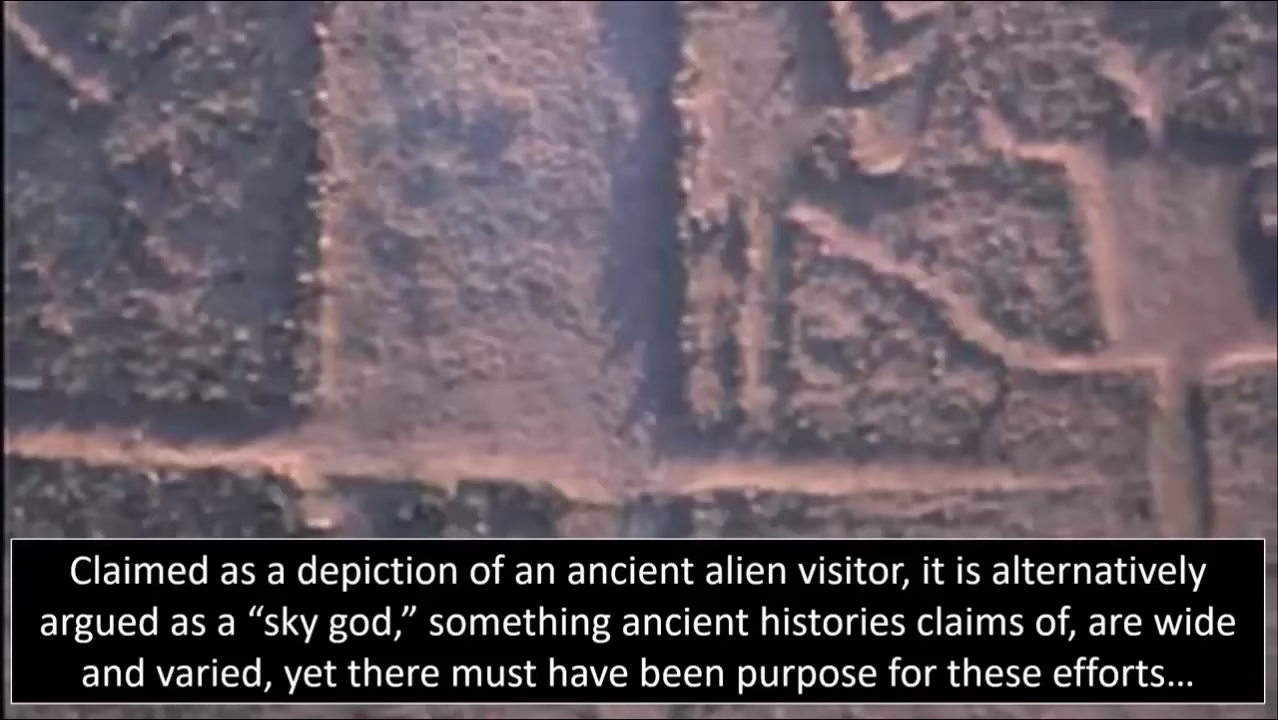 Claimed as a depiction of an ancient alien visitor, it is alternatively
argued as a “sky god,” something ancient histories claims of, are wide
and varied, yet there must have been purpose for these efforts…